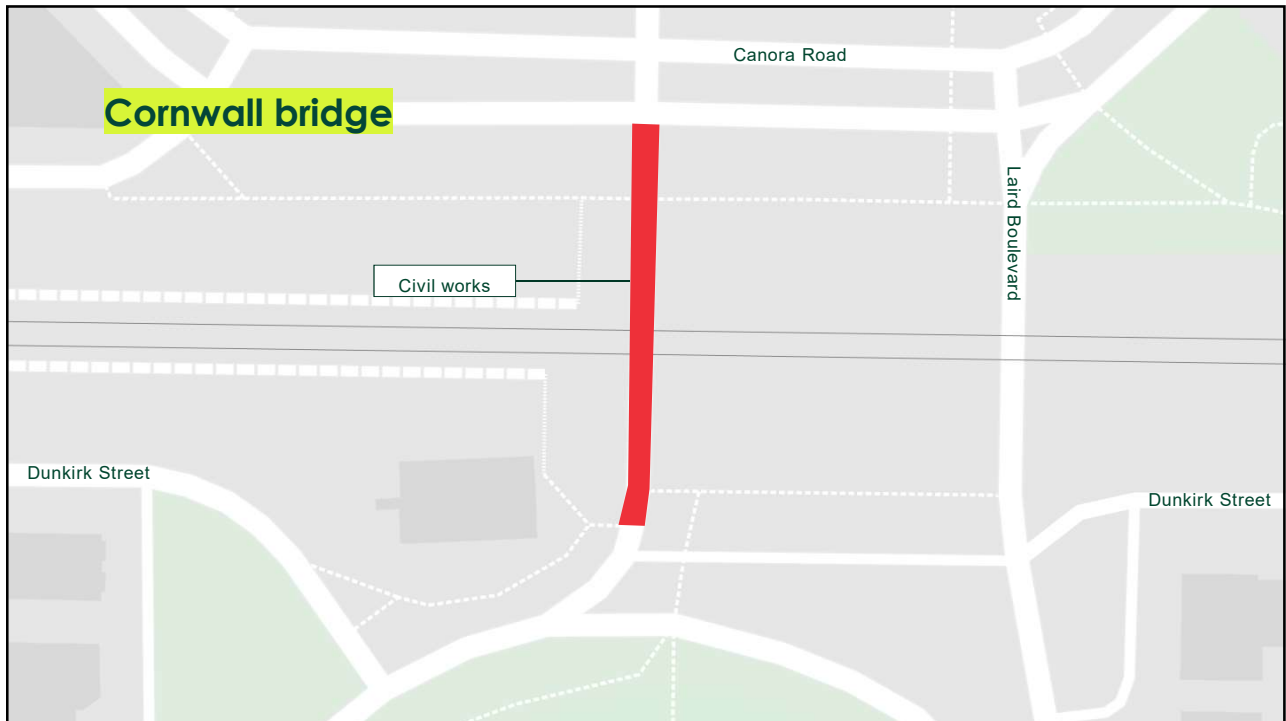 Canora Road
Cornwall bridge
Laird Boulevard
Civil works
Dunkirk Street
Dunkirk Street